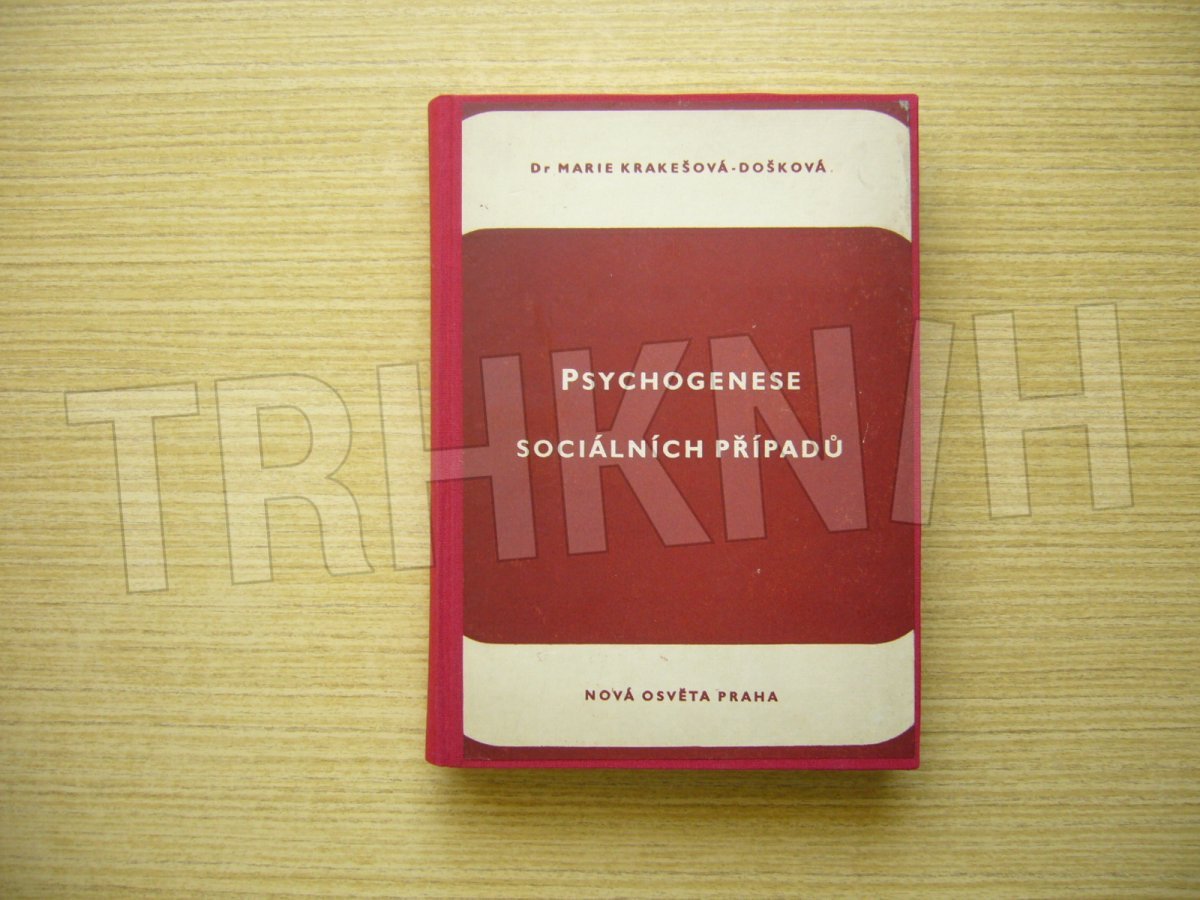 Dr MARIE KRAKEŠOVÁ-DOŠKOVÁ
PSYCHOGENESE
SOCIÁLNÍCH PŘÍPADŮ
TRHKNIH
NOVÁ OSVĚTA PRAHA